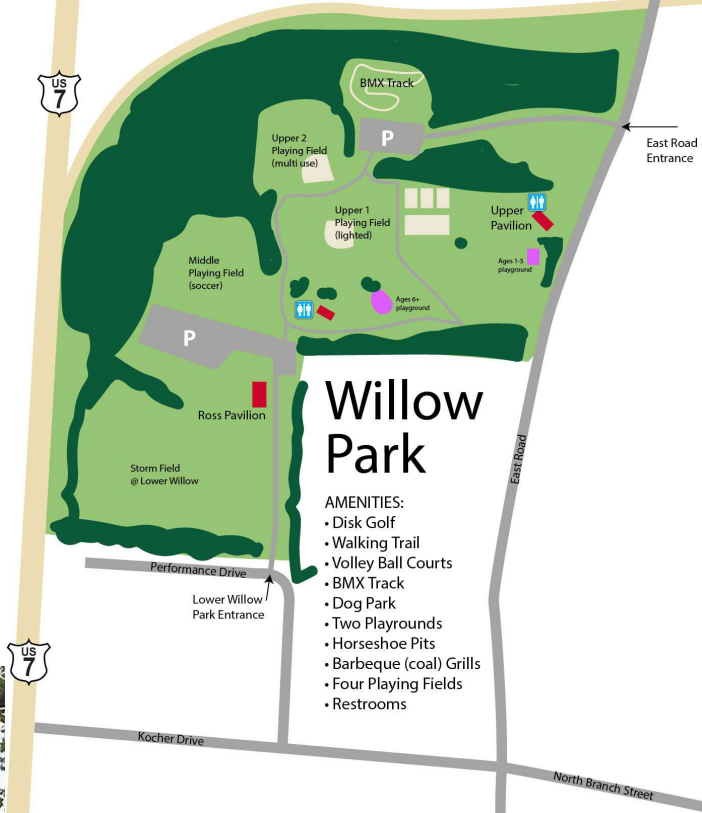 US
7
BMX Track
P
East Road
Entrance
Upper 2
Playing Field
(multi use)
Upper 1
Playing Field
(lighted)
Upper
Pavilion
Ages 1-5
playground
Middle
Playing Field
(soccer)
Ages 6+
playground
P
Ross Pavilion
Willow
Park
East Road
Storm Field
@ Lower Willow
AMENITIES:
• Disk Golf
• Walking Trail
• Volley Ball Courts
• BMX Track
• Dog Park
• Two Playrounds
• Horseshoe Pits
• Barbeque (coal) Grills
• Four Playing Fields
• Restrooms
Performance Drive
Lower Willow
Park Entrance
US
7
Kocher Drive
North Branch Street